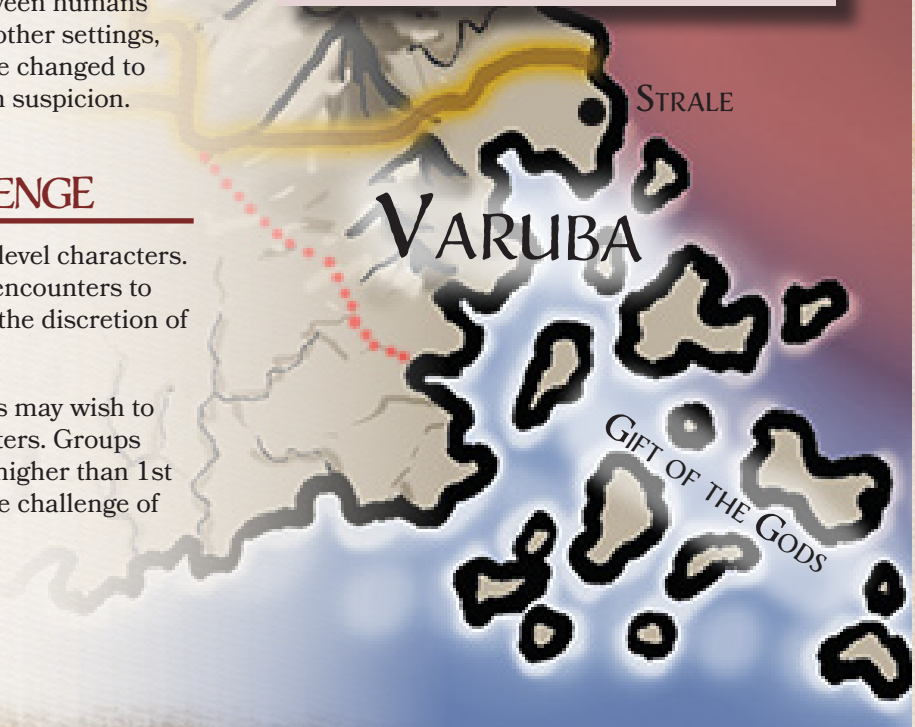 een humans
other settings,
e changed to
n suspicion.
ENGE
level characters.
encounters to
the discretion of
s may wish to
ters. Groups
higher than 1st
e challenge of
STRALE
VARUBA
GIFT OF THE GODS